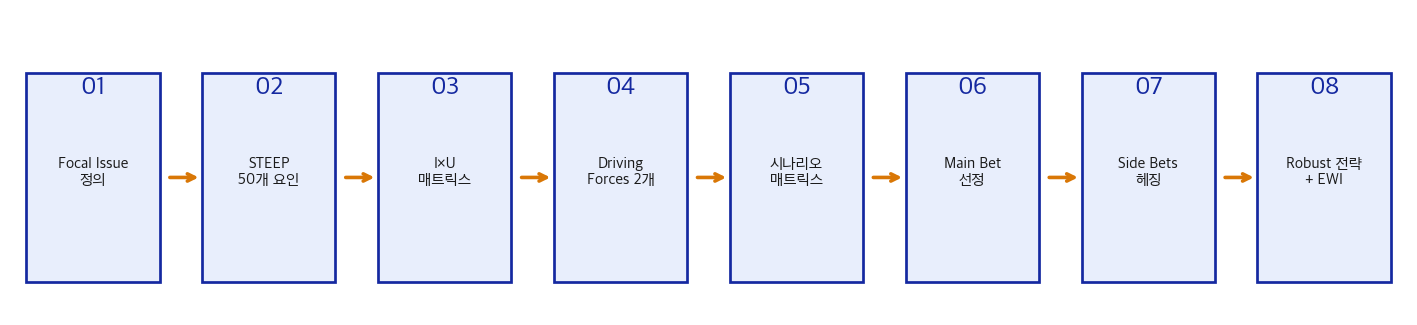 01
Focal Issue
정의
02
STEEP
50개 요인
03
I×U
매트릭스
04
Driving
Forces 2개
05
시나리오
매트릭스
06
Main Bet
선정
07
Side Bets
헤징
08
Robust 전략
+ EWI